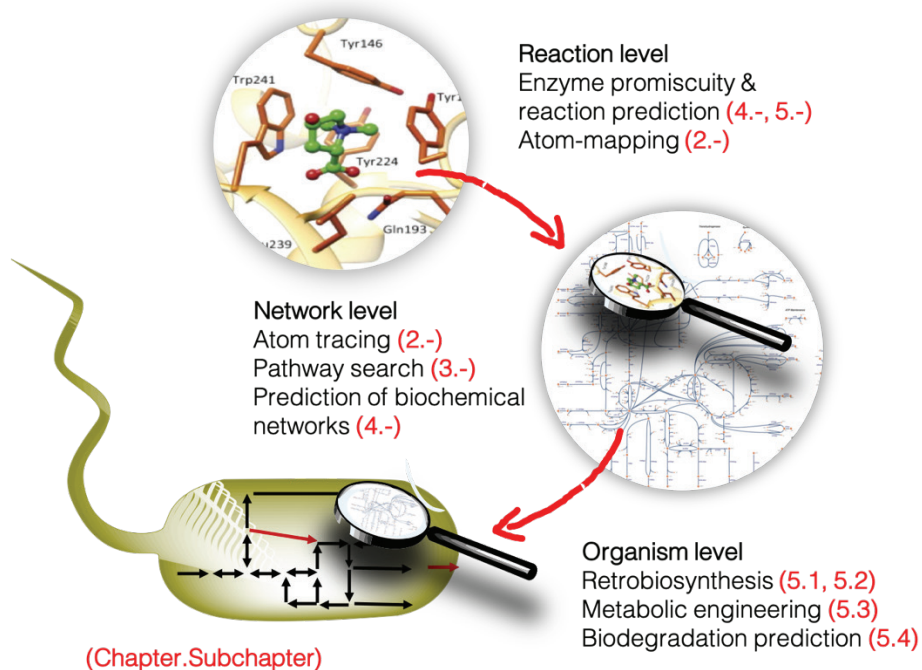 Tyr146
Trp241
Tyr224
Gln193
Reaction level
Enzyme promiscuity &
reaction prediction (4.-, 5.-)
Atom-mapping (2.-)
Network level
Atom tracing (2.-)
Pathway search (3.-)
Prediction of biochemical
networks (4.-)
Organism level
Retrobiosynthesis (5.1, 5.2)
Metabolic engineering (5.3)
Biodegradation prediction (5.4)
(Chapter.Subchapter)